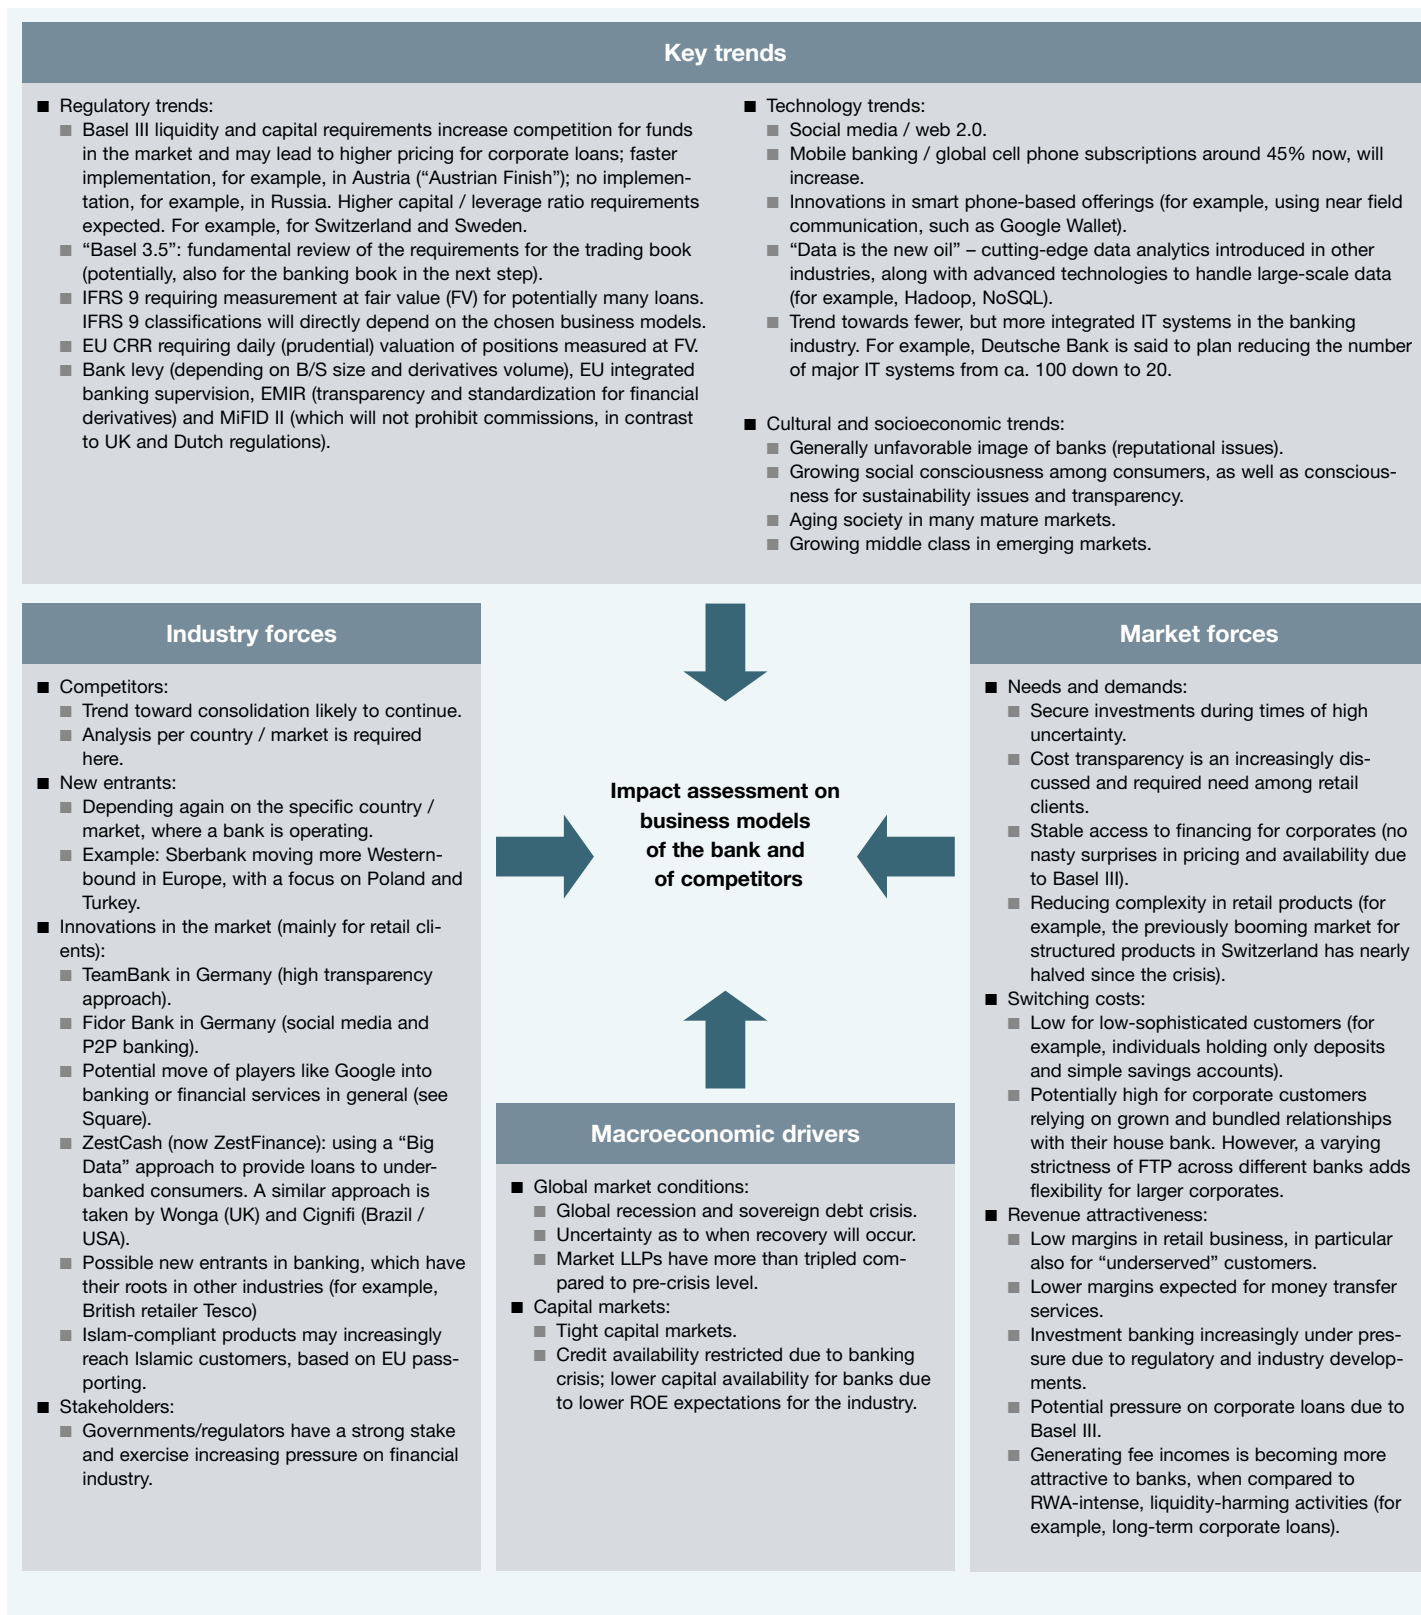 Key trends
■ Regulatory trends:
■ Basel III liquidity and capital requirements increase competition for funds
in the market and may lead to higher pricing for corporate loans; faster
implementation, for example, in Austria (“Austrian Finish”); no implemen-
tation, for example, in Russia. Higher capital / leverage ratio requirements
expected. For example, for Switzerland and Sweden.
■ “Basel 3.5”: fundamental review of the requirements for the trading book
(potentially, also for the banking book in the next step).
■ IFRS 9 requiring measurement at fair value (FV) for potentially many loans.
IFRS 9 classifications will directly depend on the chosen business models.
■ EU CRR requiring daily (prudential) valuation of positions measured at FV.
■ Bank levy (depending on B/S size and derivatives volume), EU integrated
banking supervision, EMIR (transparency and standardization for financial
derivatives) and MiFID II (which will not prohibit commissions, in contrast
to UK and Dutch regulations).
■ Technology trends:
■ Social media / web 2.0.
■ Mobile banking / global cell phone subscriptions around 45% now, will
increase.
■ Innovations in smart phone-based offerings (for example, using near field
communication, such as Google Wallet).
■ “Data is the new oil” – cutting-edge data analytics introduced in other
industries, along with advanced technologies to handle large-scale data
(for example, Hadoop, NoSQL).
■ Trend towards fewer, but more integrated IT systems in the banking
industry. For example, Deutsche Bank is said to plan reducing the number
of major IT systems from ca. 100 down to 20.
■ Cultural and socioeconomic trends:
■ Generally unfavorable image of banks (reputational issues).
■ Growing social consciousness among consumers, as well as conscious-
ness for sustainability issues and transparency.
■ Aging society in many mature markets.
■ Growing middle class in emerging markets.
Industry forces
■ Competitors:
■ Trend toward consolidation likely to continue.
■ Analysis per country / market is required
here.
■ New entrants:
■ Depending again on the specific country /
market, where a bank is operating.
■ Example: Sberbank moving more Western-
bound in Europe, with a focus on Poland and
Turkey.
■ Innovations in the market (mainly for retail cli-
ents):
■ TeamBank in Germany (high transparency
approach).
■ Fidor Bank in Germany (social media and
P2P banking).
■ Potential move of players like Google into
banking or financial services in general (see
Square).
■ ZestCash (now ZestFinance): using a “Big
Data” approach to provide loans to under-
banked consumers. A similar approach is
taken by Wonga (UK) and Cignifi (Brazil /
USA).
■ Possible new entrants in banking, which have
their roots in other industries (for example,
British retailer Tesco)
■ Islam-compliant products may increasingly
reach Islamic customers, based on EU pass-
porting.
■ Stakeholders:
■ Governments/regulators have a strong stake
and exercise increasing pressure on financial
industry.
Impact assessment on
business models
of the bank and
of competitors
Macroeconomic drivers
■ Global market conditions:
■ Global recession and sovereign debt crisis.
■ Uncertainty as to when recovery will occur.
■ Market LLPs have more than tripled com-
pared to pre-crisis level.
■ Capital markets:
■ Tight capital markets.
■ Credit availability restricted due to banking
crisis; lower capital availability for banks due
to lower ROE expectations for the industry.
Market forces
■ Needs and demands:
■ Secure investments during times of high
uncertainty.
■ Cost transparency is an increasingly dis-
cussed and required need among retail
clients.
■ Stable access to financing for corporates (no
nasty surprises in pricing and availability due
to Basel III).
■ Reducing complexity in retail products (for
example, the previously booming market for
structured products in Switzerland has nearly
halved since the crisis).
■ Switching costs:
■ Low for low-sophisticated customers (for
example, individuals holding only deposits
and simple savings accounts).
■ Potentially high for corporate customers
relying on grown and bundled relationships
with their house bank. However, a varying
strictness of FTP across different banks adds
flexibility for larger corporates.
■ Revenue attractiveness:
■ Low margins in retail business, in particular
also for “underserved” customers.
■ Lower margins expected for money transfer
services.
■ Investment banking increasingly under pres-
sure due to regulatory and industry develop-
ments.
■ Potential pressure on corporate loans due to
Basel III.
■ Generating fee incomes is becoming more
attractive to banks, when compared to
RWA-intense, liquidity-harming activities (for
example, long-term corporate loans).